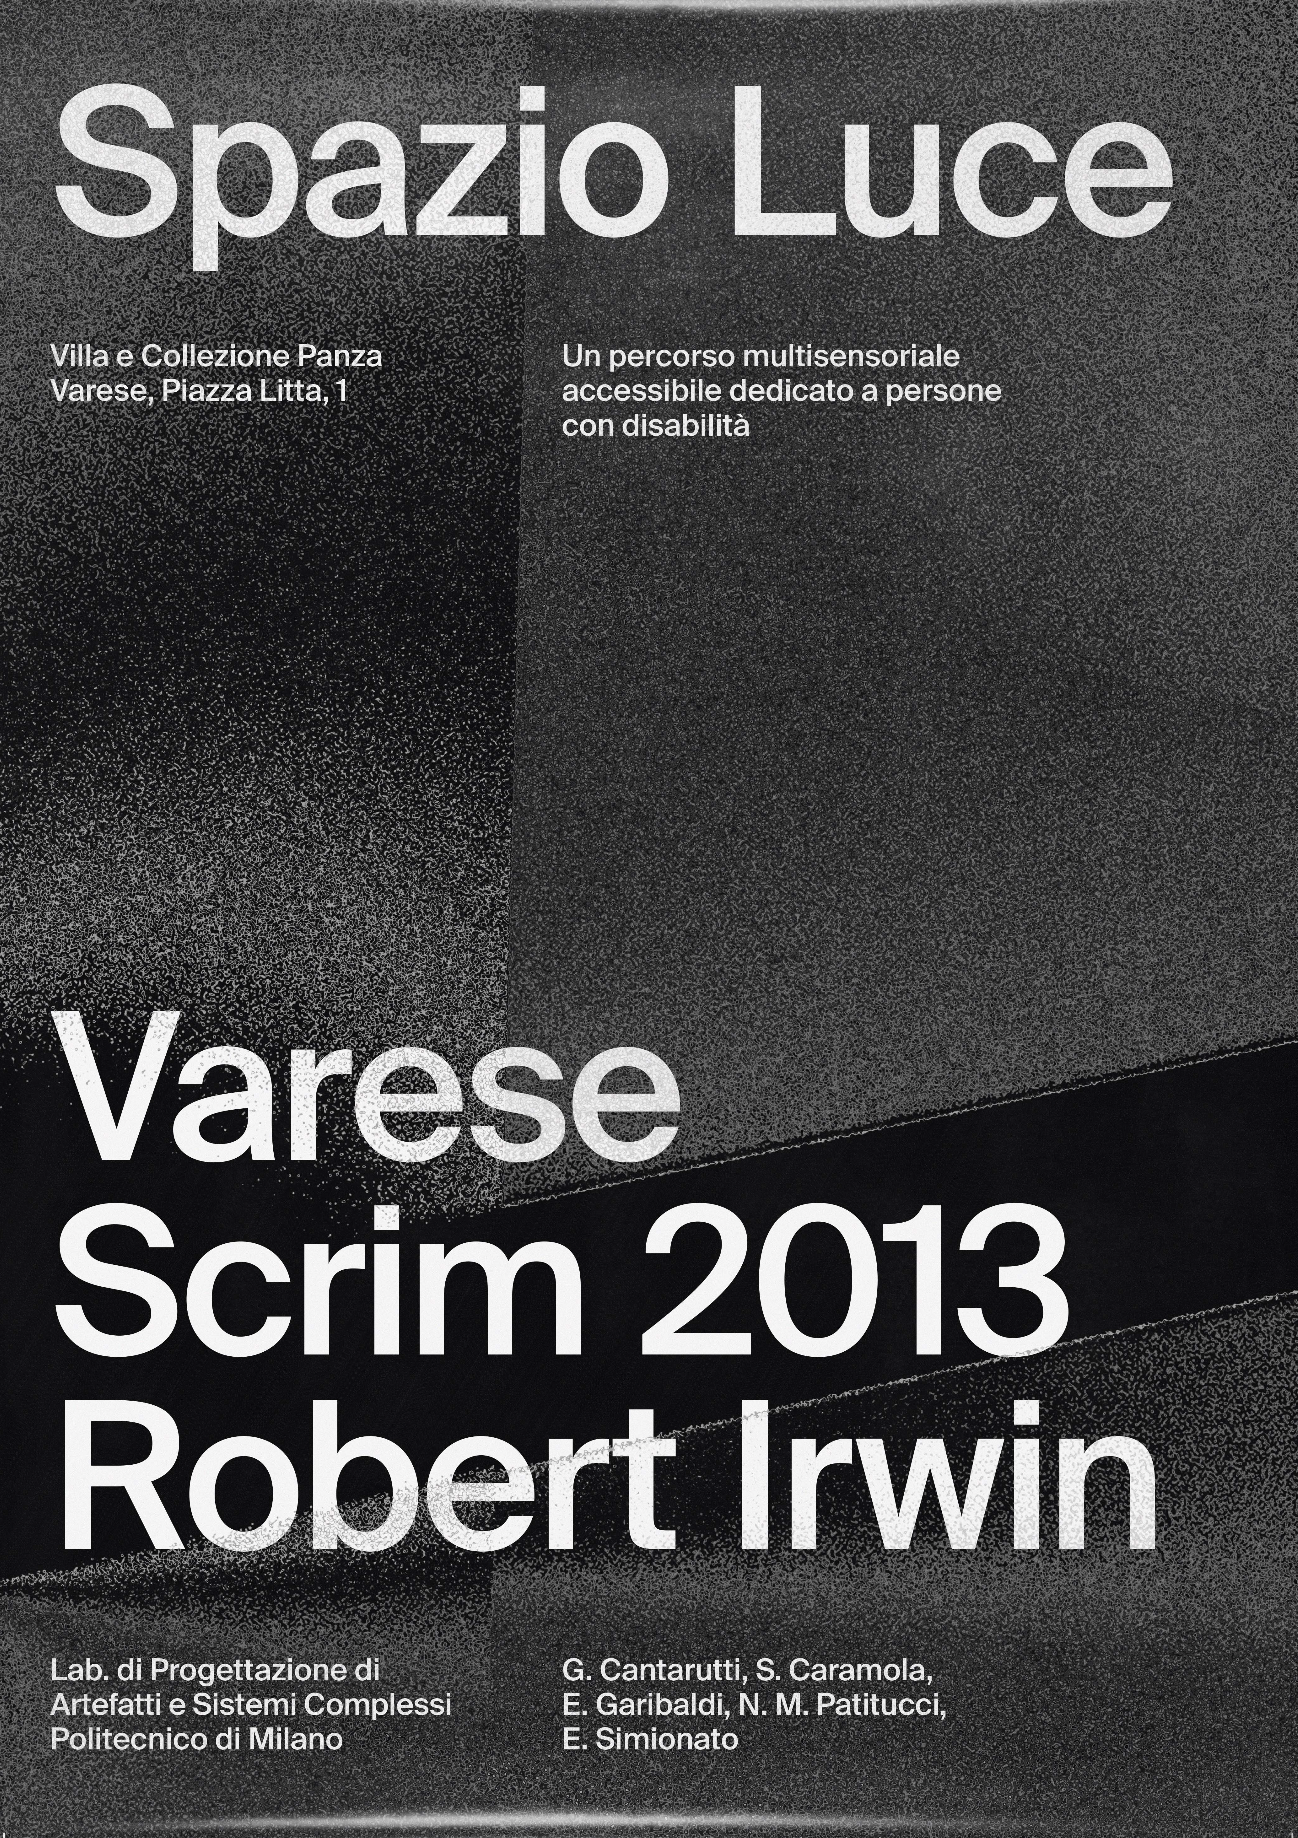 Spazio Luce
Villa e Collezione Panza
Varese, Piazza Litta, 1
Un percorso multisensoriale
accessibile dedicato a persone
con disabilità
Varese
Scrim 2013
Robert Irwin
Lab. di Progettazione di
Artefatti e Sistemi Complessi
Politecnico di Milano
G. Cantarutti, S. Caramola,
E. Garibaldi, N. M. Patitucci,
E. Simionato